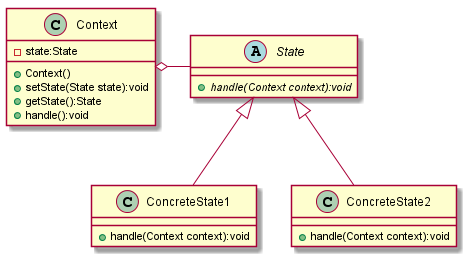 C Context
state:State
Context()
setState(State state):void
getState():State
handle():void
A State
handle(Context context):void
C ConcreteState1
handle(Context context):void
C ConcreteState2
handle(Context context):void